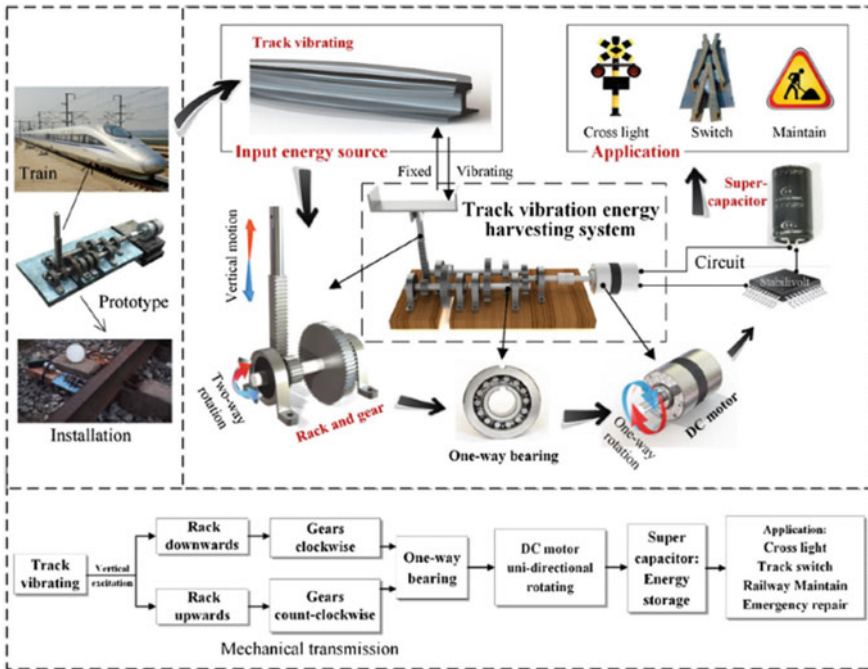 Train
Prototype
Installation
Track vibrating
Input energy source
Fixed
Vibrating
Cross light
Switch
Maintain
Application
Super-
capacitor
Track vibration energy
harvesting system
Circuit
Stabilivolt
Vertical motion
Two-way
rotation
Rack and gear
One-way bearing
One-way
rotation
DC motor
Track
vibrating
Vertical
excitation
Rack
downwards
Gears
clockwise
Rack
upwards
Gears
count-clockwise
Mechanical transmission
One-way
bearing
DC motor
uni-directional
rotating
Super
capacitor:
Energy
storage
Application:
Cross light
Track switch
Railway Maintain
Emergency repair